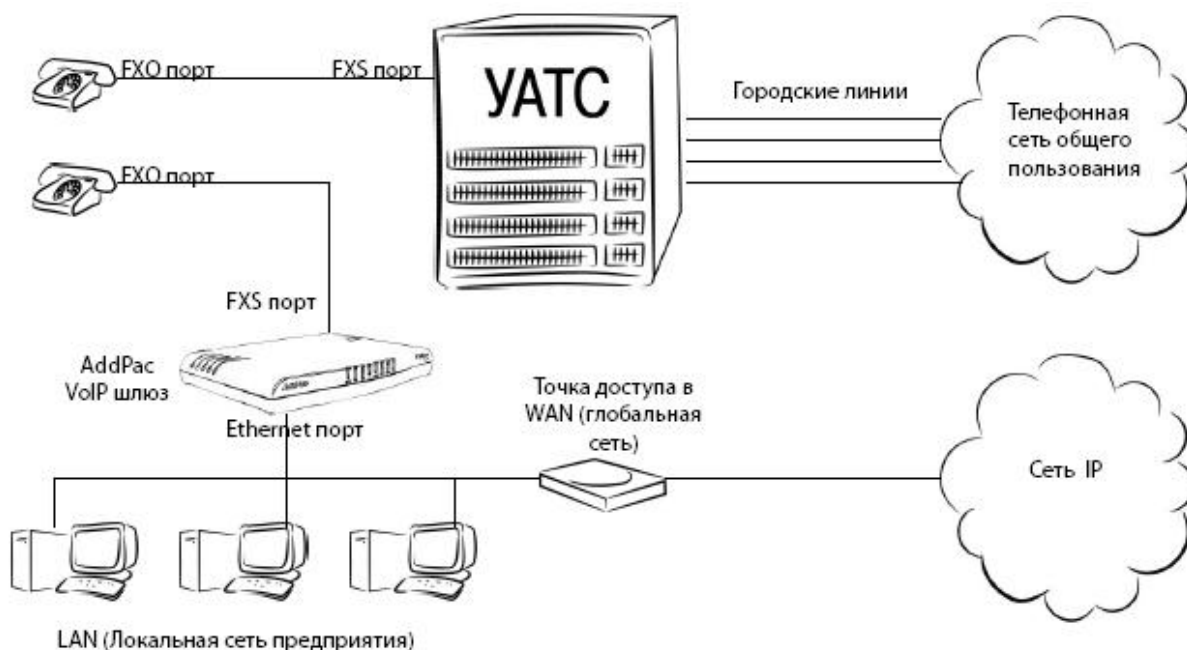 FXO порт
FXS порт
УАТС
Городские линии
Телефонная
сеть общего
пользования
FXO порт
FXS порт
AddPac
VoIP шлюз
Ethernet порт
Точка доступа в
WAN (глобальная
сеть)
Сеть IP
LAN (Локальная сеть предприятия)